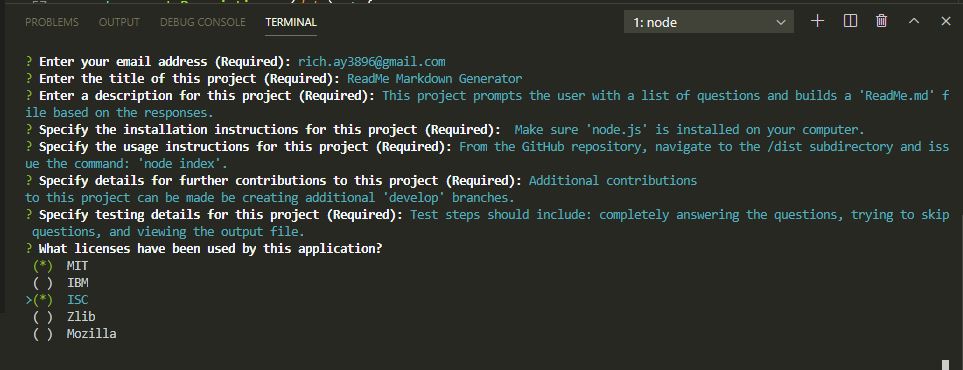 PROBLEMS OUTPUT DEBUG CONSOLE TERMINAL 1: node
? Enter your email address (Required): rich.ay3896@gmail.com
? Enter the title of this project (Required): ReadMe Markdown Generator
? Enter a description for this project (Required): This project prompts the user with a list of questions and builds a 'ReadMe.md' f
ile based on the responses.
? Specify the installation instructions for this project (Required):  Make sure 'node.js' is installed on your computer.
? Specify the usage instructions for this project (Required): From the GitHub repository, navigate to the /dist subdirectory and iss
ue the command: 'node index'.
? Specify details for further contributions to this project (Required): Additional contributions
to this project can be made be creating additional 'develop' branches.
? Specify testing details for this project (Required): Test steps should include: completely answering the questions, trying to skip
 questions, and viewing the output file.
? What licenses have been used by this application?
 (*)  MIT
 ( )  IBM
>(*)  ISC
 ( )  Zlib
 ( )  Mozilla